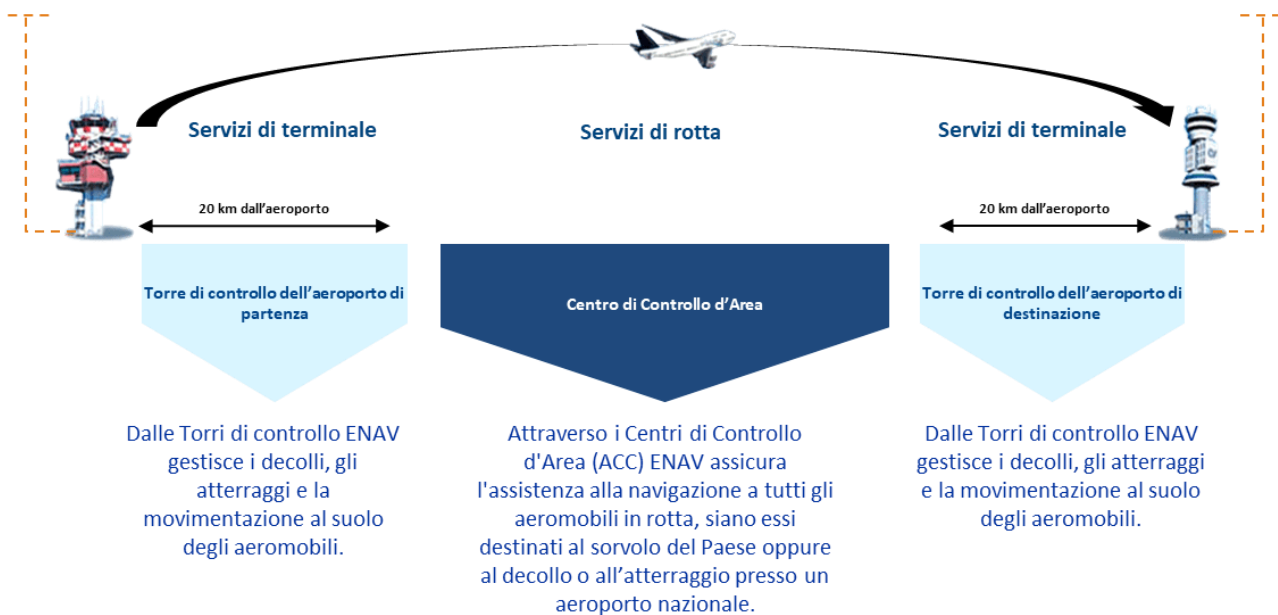 Servizi di terminale
Servizi di rotta
Servizi di terminale
20 km dall’aeroporto
20 km dall’aeroporto
Torre di controllo dell’aeroporto di
partenza
Centro di Controllo d’Area
Torre di controllo dell’aeroporto di
destinazione
Dalle Torri di controllo ENAV
gestisce i decolli, gli
atterraggi e la
movimentazione al suolo
degli aeromobili.
Attraverso i Centri di Controllo
d'Area (ACC) ENAV assicura
l'assistenza alla navigazione a tutti gli
aeromobili in rotta, siano essi
destinati al sorvolo del Paese oppure
al decollo o all’atterraggio presso un
aeroporto nazionale.
Dalle Torri di controllo ENAV
gestisce i decolli, gli atterraggi
e la movimentazione al suolo
degli aeromobili.